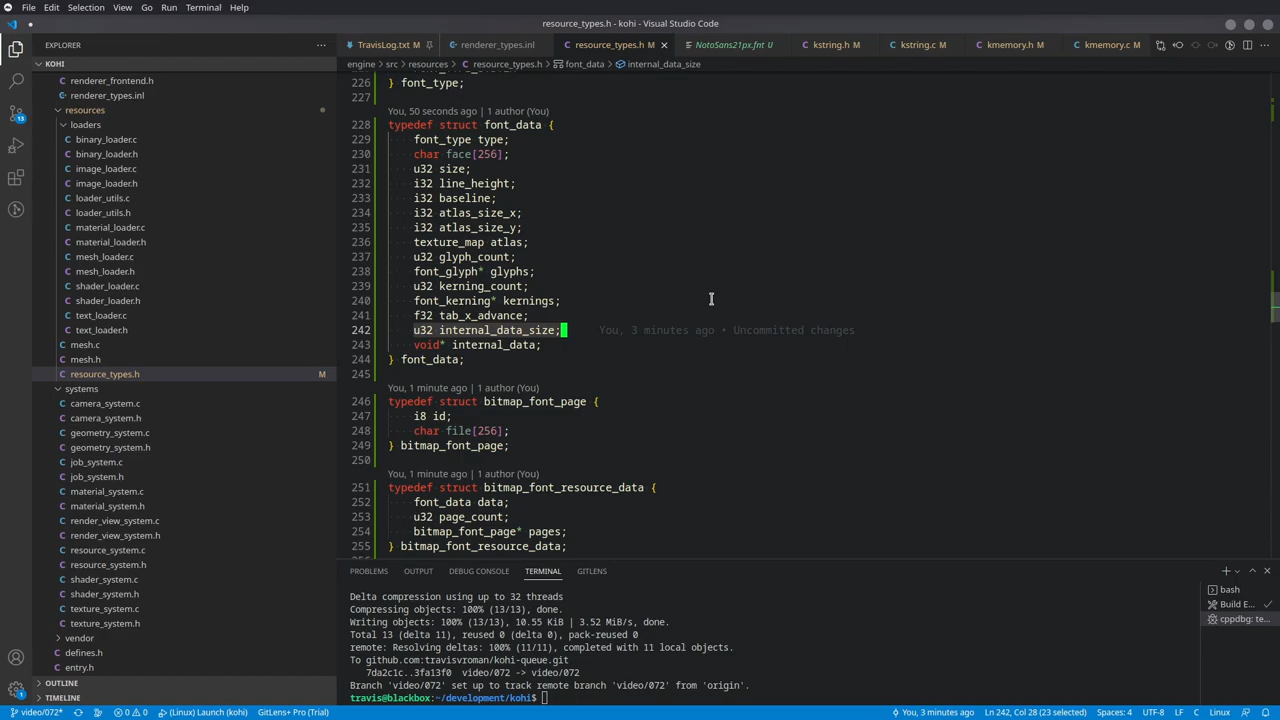 File Edit Selection View Go Run Terminal Help
resource_types.h - kohi - Visual Studio Code
EXPLORER
TravisLog.txt
renderer_types.inl
resource_types.h M
NotoSans21px.fnt U
kstring.h M
kstring.c M
kmemory.h M
kmemory.c M
KOHI
engine > src > resources > resource_types.h > font_data > internal_data_size
renderer_frontend.h
renderer_types.inl
resources
loaders
binary_loader.c
binary_loader.h
image_loader.c
image_loader.h
loader_utils.c
loader_utils.h
material_loader.c
material_loader.h
mesh_loader.c
mesh_loader.h
shader_loader.c
shader_loader.h
text_loader.c
text_loader.h
mesh.c
mesh.h
resource_types.h M
systems
camera_system.c
camera_system.h
geometry_system.c
geometry_system.h
job_system.c
job_system.h
material_system.c
material_system.h
render_view_system.c
render_view_system.h
resource_system.c
resource_system.h
shader_system.c
shader_system.h
texture_system.c
texture_system.h
vendor
defines.h
entry.h
OUTLINE
TIMELINE
13
1
226 } font_type;
227
You, 50 seconds ago | 1 author (You)
228 typedef struct font_data {
229 font_type type;
230 char face[256];
231 u32 size;
232 i32 line_height;
233 i32 baseline;
234 i32 atlas_size_x;
235 i32 atlas_size_y;
236 texture_map atlas;
237 u32 glyph_count;
238 font_glyph* glyphs;
239 u32 kerning_count;
240 font_kerning* kernings;
241 f32 tab_x_advance;
242 u32 internal_data_size; You, 3 minutes ago • Uncommitted changes
243 void* internal_data;
244 } font_data;
245
You, 1 minute ago | 1 author (You)
246 typedef struct bitmap_font_page {
247 i8 id;
248 char file[256];
249 } bitmap_font_page;
250
You, 1 minute ago | 1 author (You)
251 typedef struct bitmap_font_resource_data {
252 font_data data;
253 u32 page_count;
254 bitmap_font_page* pages;
255 } bitmap_font_resource_data;
PROBLEMS OUTPUT DEBUG CONSOLE TERMINAL GITLENS
Delta compression using up to 32 threads
Compressing objects: 100% (13/13), done.
Writing objects: 100% (13/13), 10.55 KiB | 3.52 MiB/s, done.
Total 13 (delta 11), reused 0 (delta 0), pack-reused 0
remote: Resolving deltas: 100% (11/11), completed with 11 local objects.
To github.com:travisvroman/kohi-queue.git
7da2c1c..3fa13f0 video/072 -> video/072
Branch 'video/072' set up to track remote branch 'video/072' from 'origin'.
travis@blackbox:~/development/kohi$
bash
Build E...
cppdbg: te...
video/072* 0 0 (Linux) Launch (kohi) GitLens+ Pro (Trial)
You, 3 minutes ago Ln 242, Col 28 (23 selected) Spaces: 4 UTF-8 LF C Linux